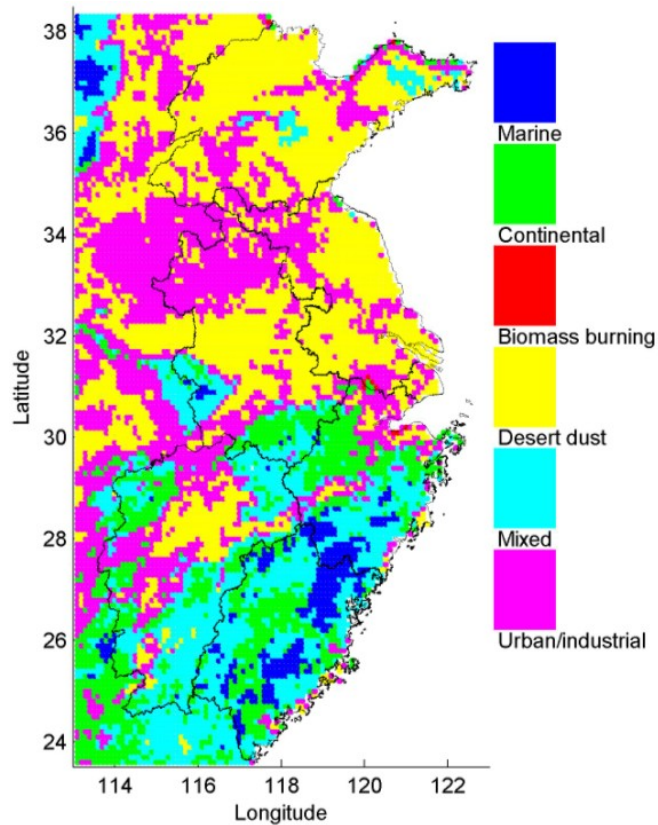 38
36
34
32
30
28
26
24
Latitude
114
116
118
120
122
Longitude
Marine
Continental
Biomass burning
Desert dust
Mixed
Urban/industrial